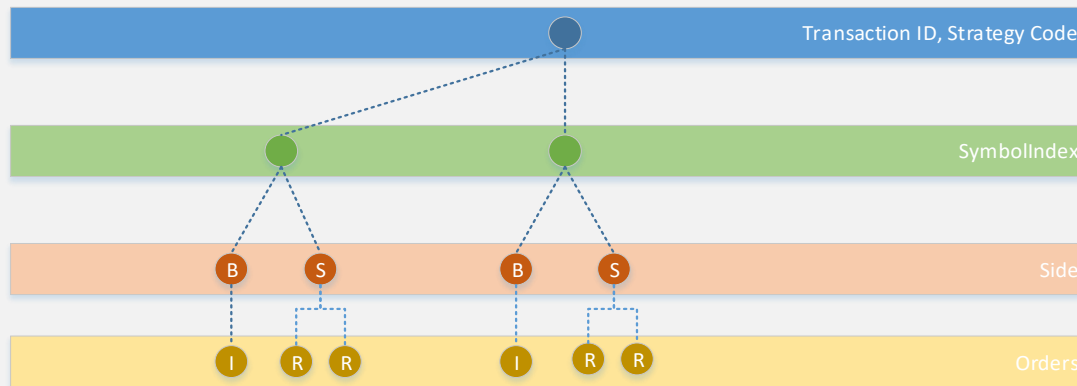 Transaction ID, Strategy Code
SymbolIndex
B S B S Side
I R R I R R Orders